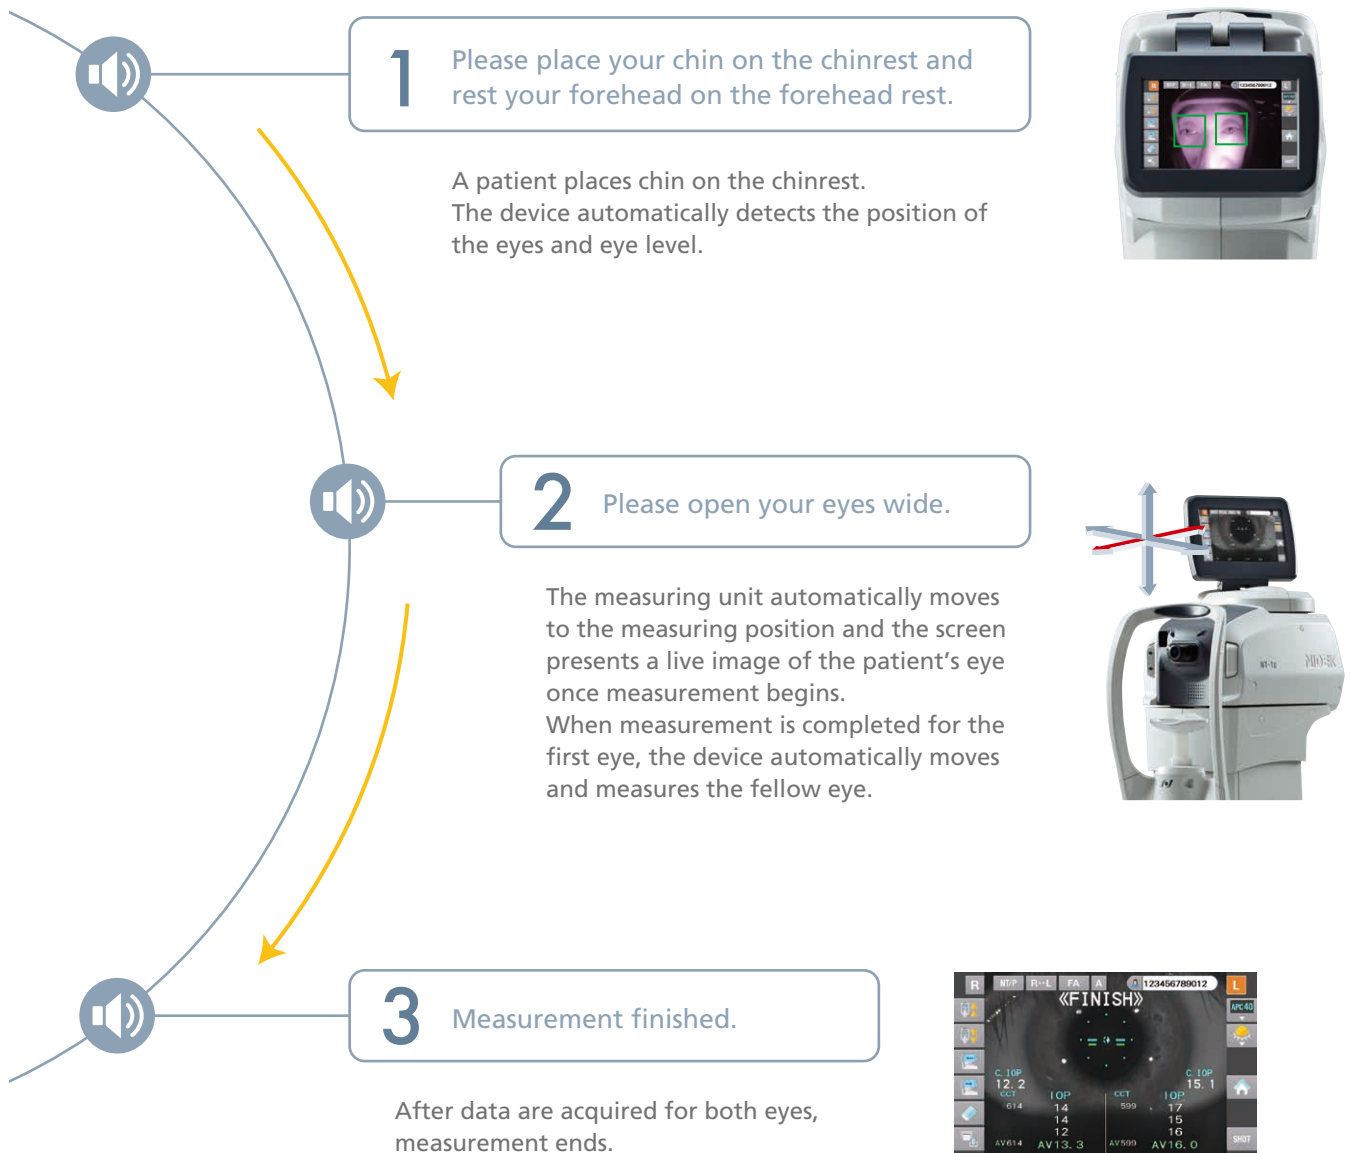 1
Please place your chin on the chinrest and
rest your forehead on the forehead rest.
A patient places chin on the chinrest.
The device automatically detects the position of
the eyes and eye level.
123456789012
2
Please open your eyes wide.
The measuring unit automatically moves
to the measuring position and the screen
presents a live image of the patient's eye
once measurement begins.
When measurement is completed for the
first eye, the device automatically moves
and measures the fellow eye.
NT-1p NIDEK
3
Measurement finished.
After data are acquired for both eyes,
measurement ends.
R NT/P R↔L FA A 123456789012 L
《FINISH》
APC40
C. IOP C. IOP
12. 2 15. 1
CCT IOP CCT IOP
614 14 599 17
14 15
12 16
AV614 AV13. 3 AV599 AV16. 0
SHOT